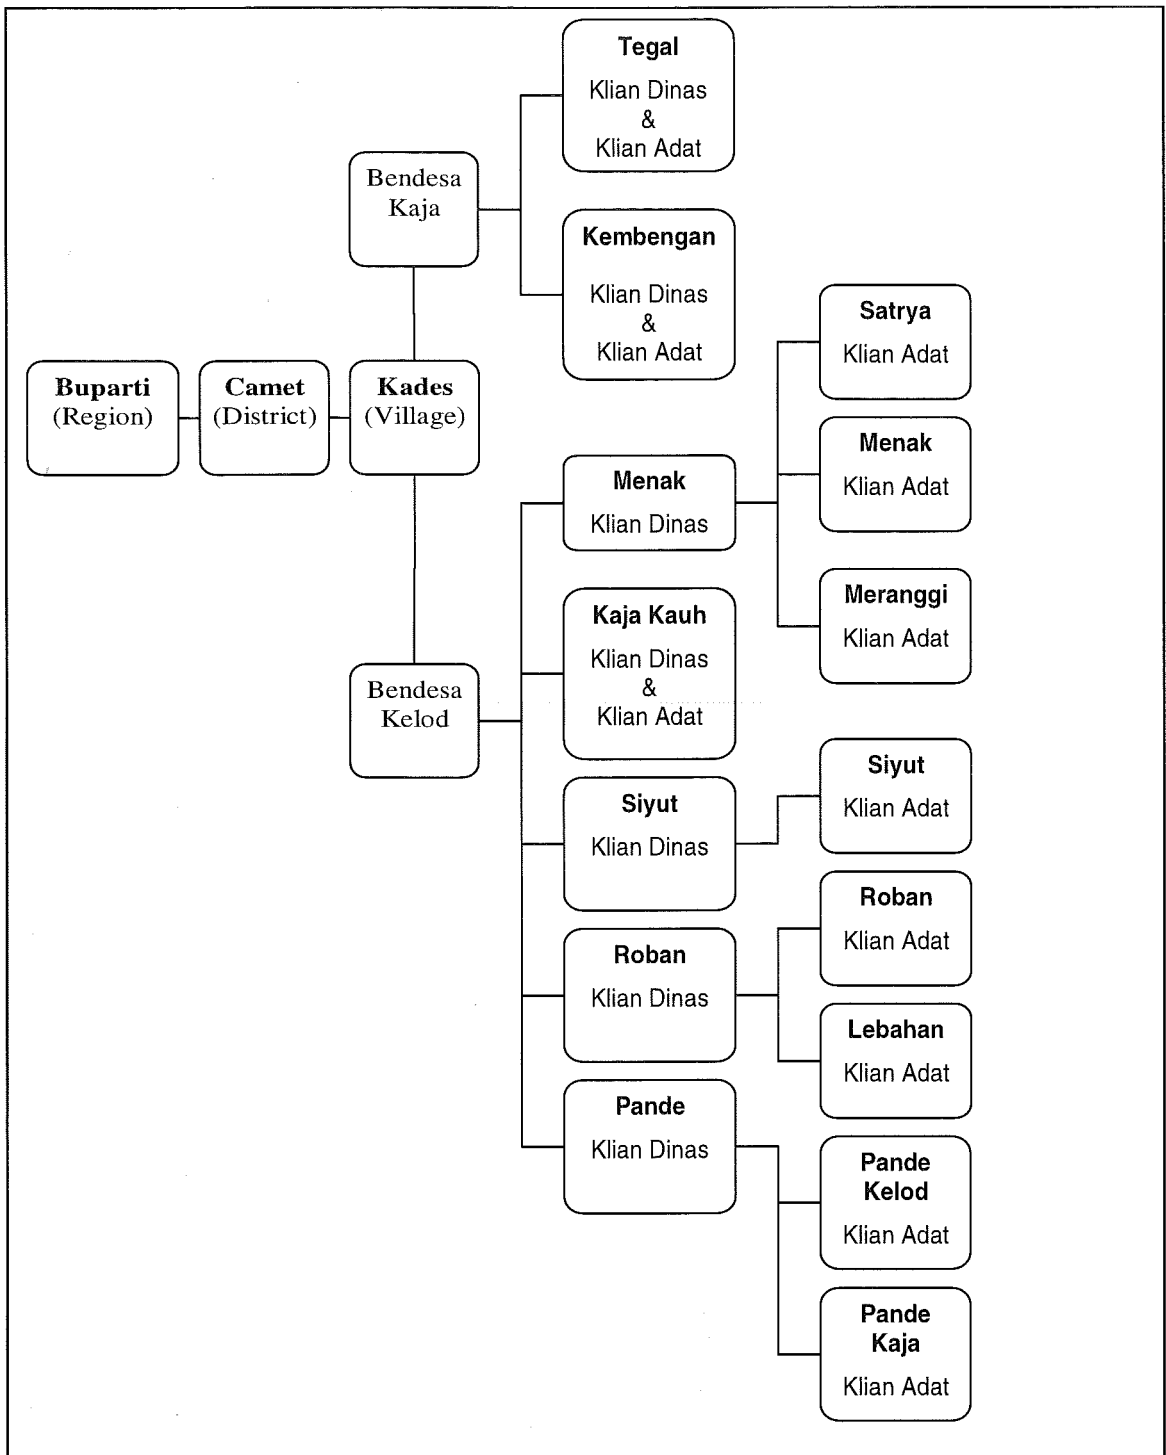 Tegal
Klian Dinas
&
Klian Adat
Bendesa
Kaja
Kembengan
Klian Dinas
&
Klian Adat
Buparti
(Region)
Camet
(District)
Kades
(Village)
Satrya
Klian Adat
Menak
Klian Dinas
Menak
Klian Adat
Meranggi
Klian Adat
Kaja Kauh
Klian Dinas
&
Klian Adat
Bendesa
Kelod
Siyut
Klian Dinas
Siyut
Klian Adat
Roban
Klian Dinas
Roban
Klian Adat
Lebahan
Klian Adat
Pande
Klian Dinas
Pande
Kelod
Klian Adat
Pande
Kaja
Klian Adat